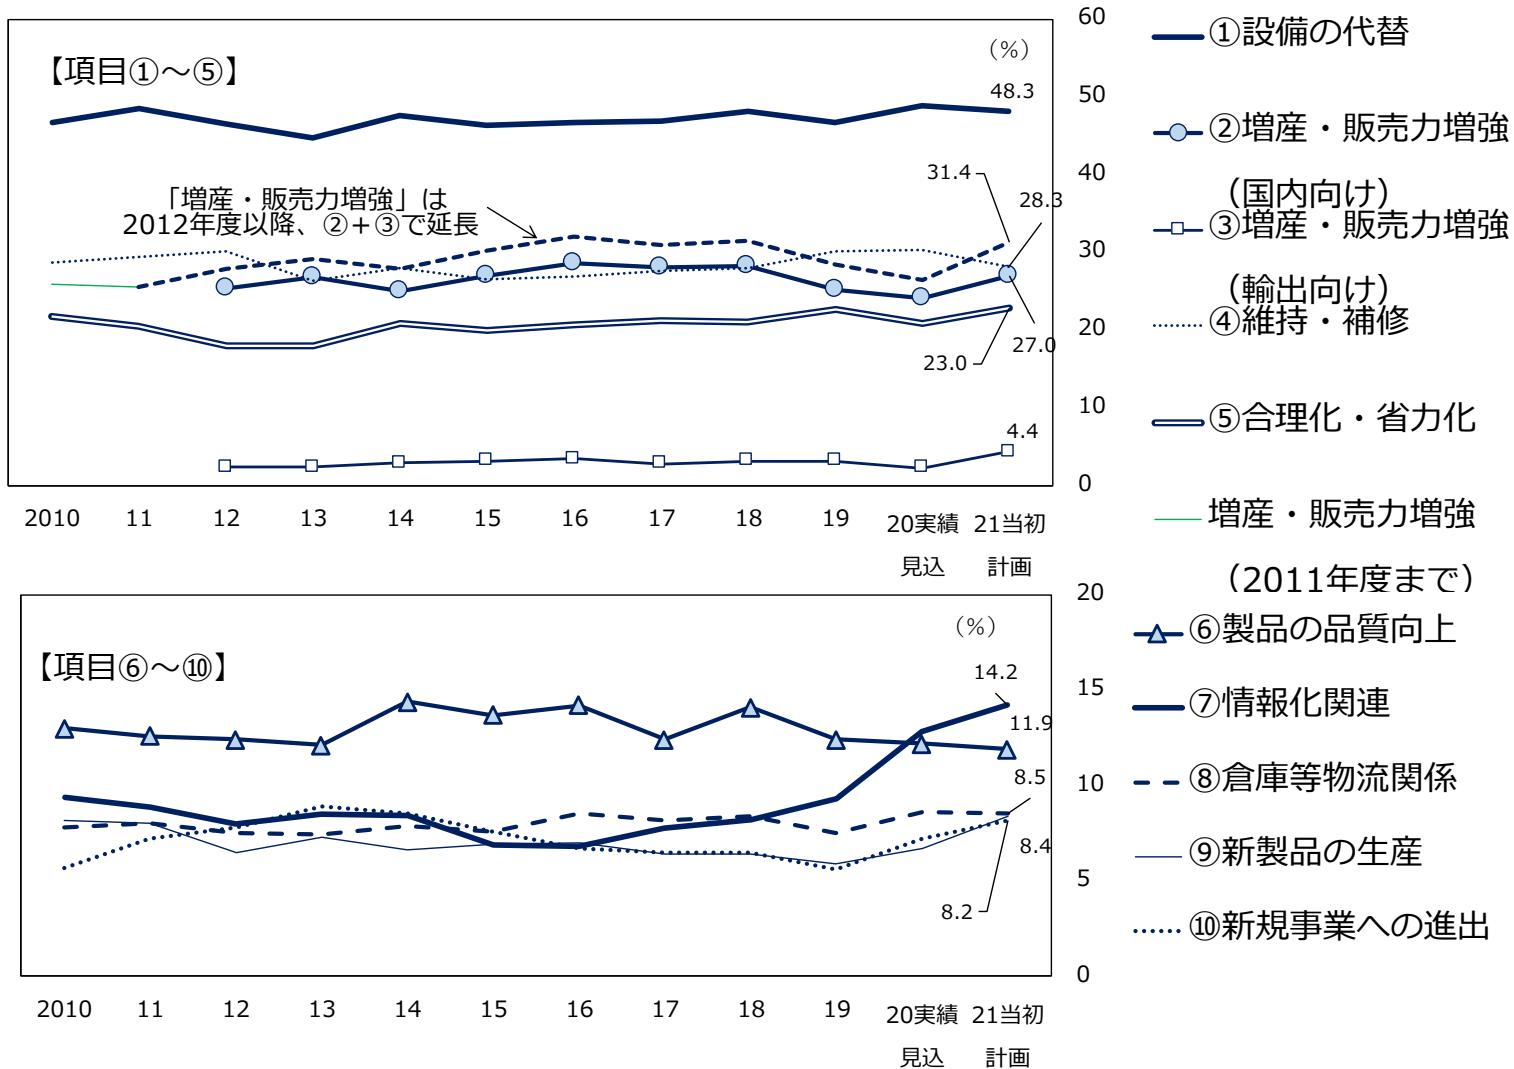 【項目①～⑤】
（%）
60
50
40
30
20
10
0
48.3
31.4
28.3
27.0
23.0
4.4
「増産・販売力増強」は
2012年度以降、②＋③で延長
2010 11 12 13 14 15 16 17 18 19 20実績 21当初
見込 計画
①設備の代替
②増産・販売力増強
（国内向け）
③増産・販売力増強
（輸出向け）
④維持・補修
⑤合理化・省力化
増産・販売力増強
（2011年度まで）
【項目⑥～⑩】
（%）
20
15
10
5
0
14.2
11.9
8.5
8.4
8.2
2010 11 12 13 14 15 16 17 18 19 20実績 21当初
見込 計画
⑥製品の品質向上
⑦情報化関連
⑧倉庫等物流関係
⑨新製品の生産
⑩新規事業への進出